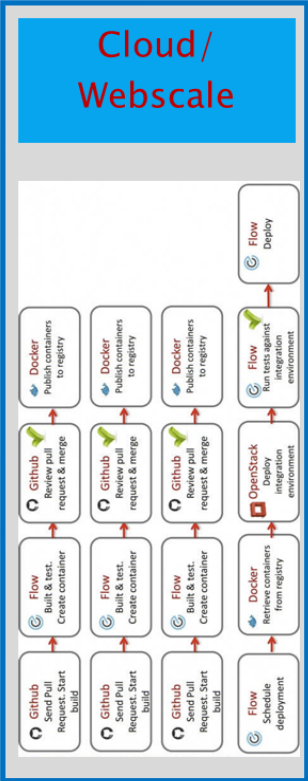 Cloud/
Webscale
Github
Send Pull
Request. Start
build
Flow
Built & test.
Create container
Github
Review pull
request & merge
Docker
Publish containers
to registry
Github
Send Pull
Request. Start
build
Flow
Built & test.
Create container
Github
Review pull
request & merge
Docker
Publish containers
to registry
Github
Send Pull
Request. Start
build
Flow
Built & test.
Create container
Github
Review pull
request & merge
Docker
Publish containers
to registry
Flow
Schedule
deployment
Docker
Retrieve containers
from registry
OpenStack
Deploy
integration
environment
Flow
Run tests against
integration
environment
Flow
Deploy